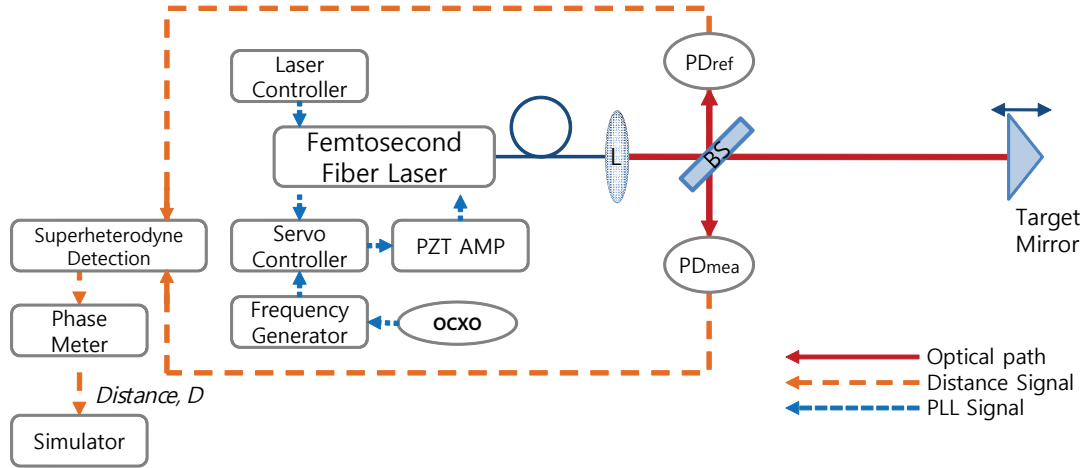 PDref
Laser
Controller
Femtosecond
Fiber Laser
L
BS
Target
Mirror
Superheterodyne
Detection
Servo
Controller
PZT AMP
PDmea
Phase
Meter
Frequency
Generator
OCXO
Optical path
Distance Signal
PLL Signal
Distance, D
Simulator